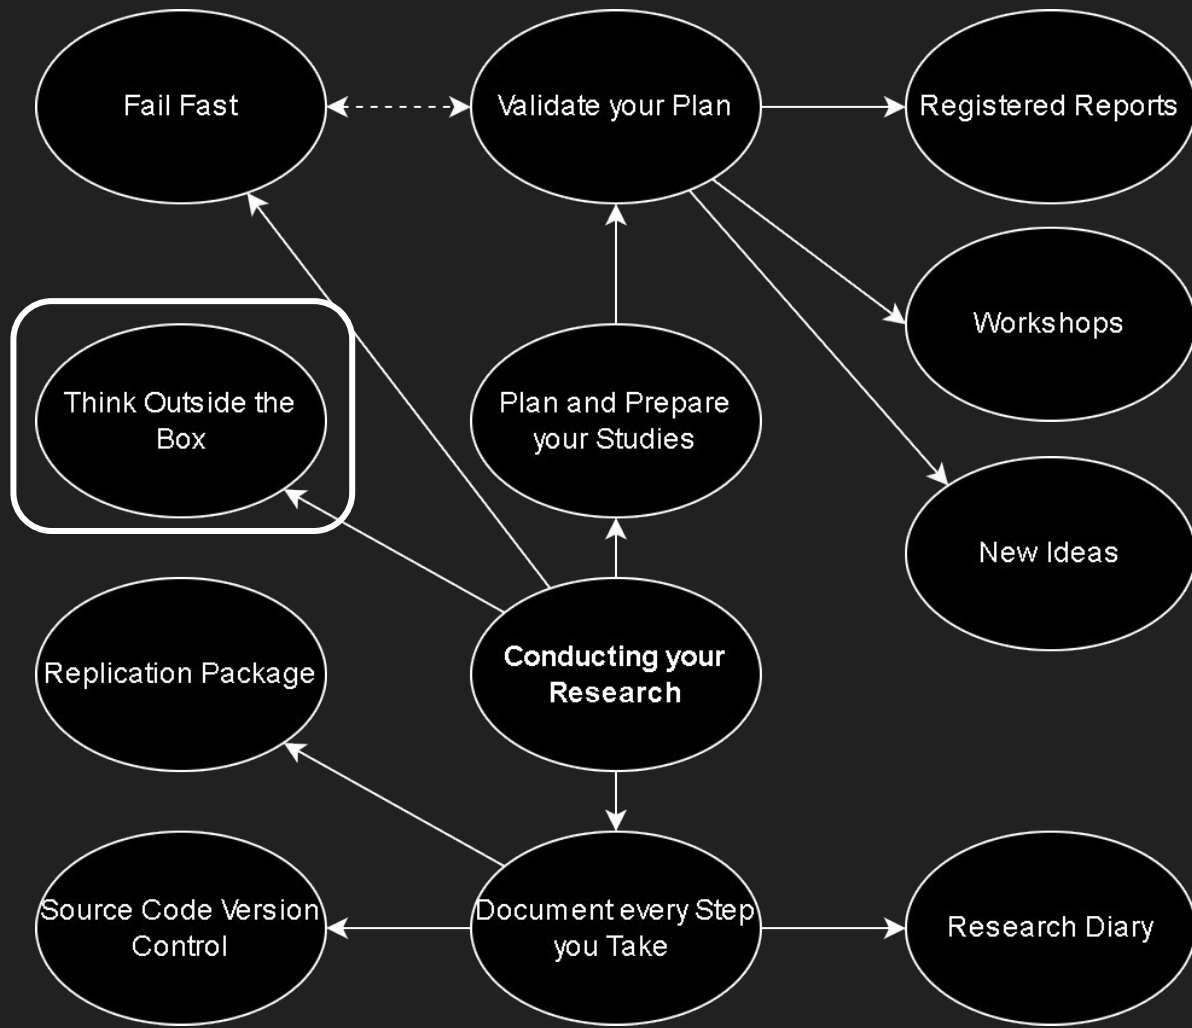 Fail Fast
Validate your Plan
Registered Reports
Workshops
Think Outside the
Box
Plan and Prepare
your Studies
New Ideas
Replication Package
Conducting your
Research
Source Code Version
Control
Document every Step
you Take
Research Diary